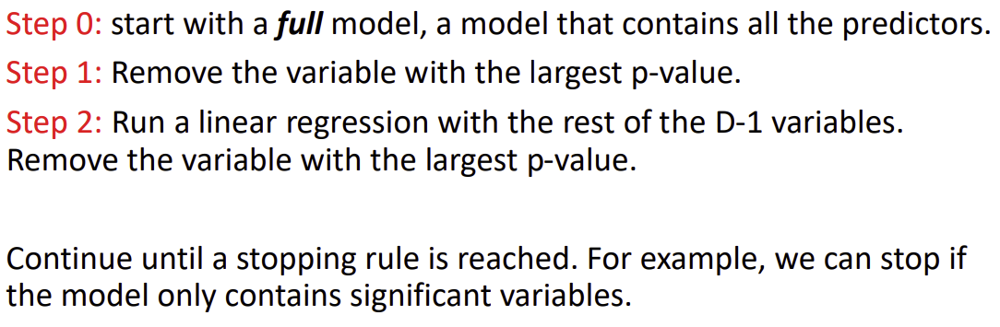 Step 0: start with a full model, a model that contains all the predictors.
Step 1: Remove the variable with the largest p-value.
Step 2: Run a linear regression with the rest of the D-1 variables.
Remove the variable with the largest p-value.
Continue until a stopping rule is reached. For example, we can stop if
the model only contains significant variables.